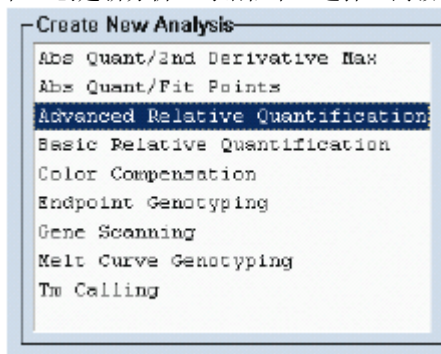 Create New Analysis
Abs Quant/2nd Derivative Max
Abs Quant/Fit Points
Advanced Relative Quantification
Basic Relative Quantification
Color Compensation
Endpoint Genotyping
Gene Scanning
Melt Curve Genotyping
Tm Calling